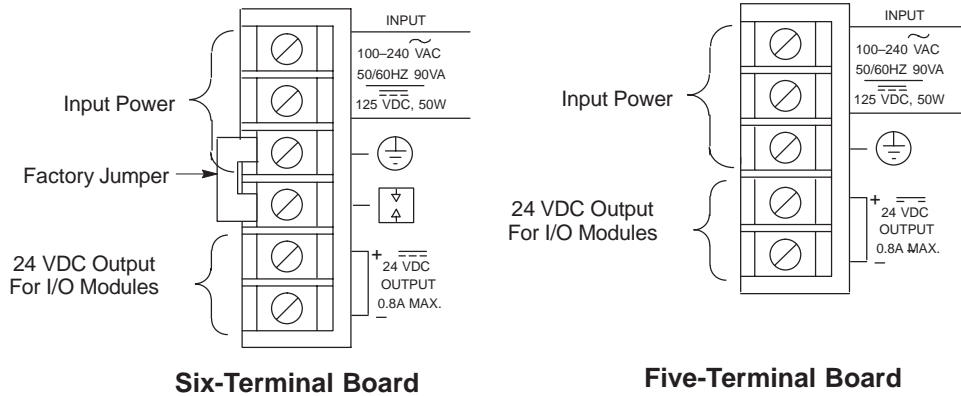 INPUT
100–240 VAC
50/60HZ 90VA
125 VDC, 50W
Input Power
Factory Jumper
24 VDC Output
For I/O Modules
+
24 VDC
OUTPUT
0.8A MAX.
–
Six-Terminal Board
INPUT
100–240 VAC
50/60HZ 90VA
125 VDC, 50W
Input Power
24 VDC Output
For I/O Modules
+
24 VDC
OUTPUT
0.8A MAX.
–
Five-Terminal Board